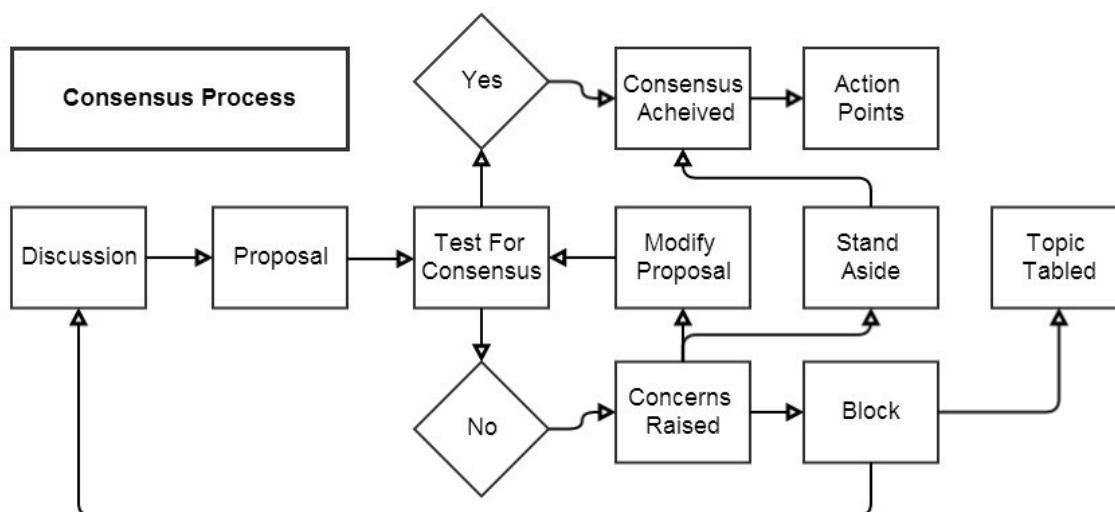 Consensus Process
Yes
Consensus
Acheived
Action
Points
Discussion
Proposal
Test For
Consensus
Modify
Proposal
Stand
Aside
Topic
Tabled
No
Concerns
Raised
Block